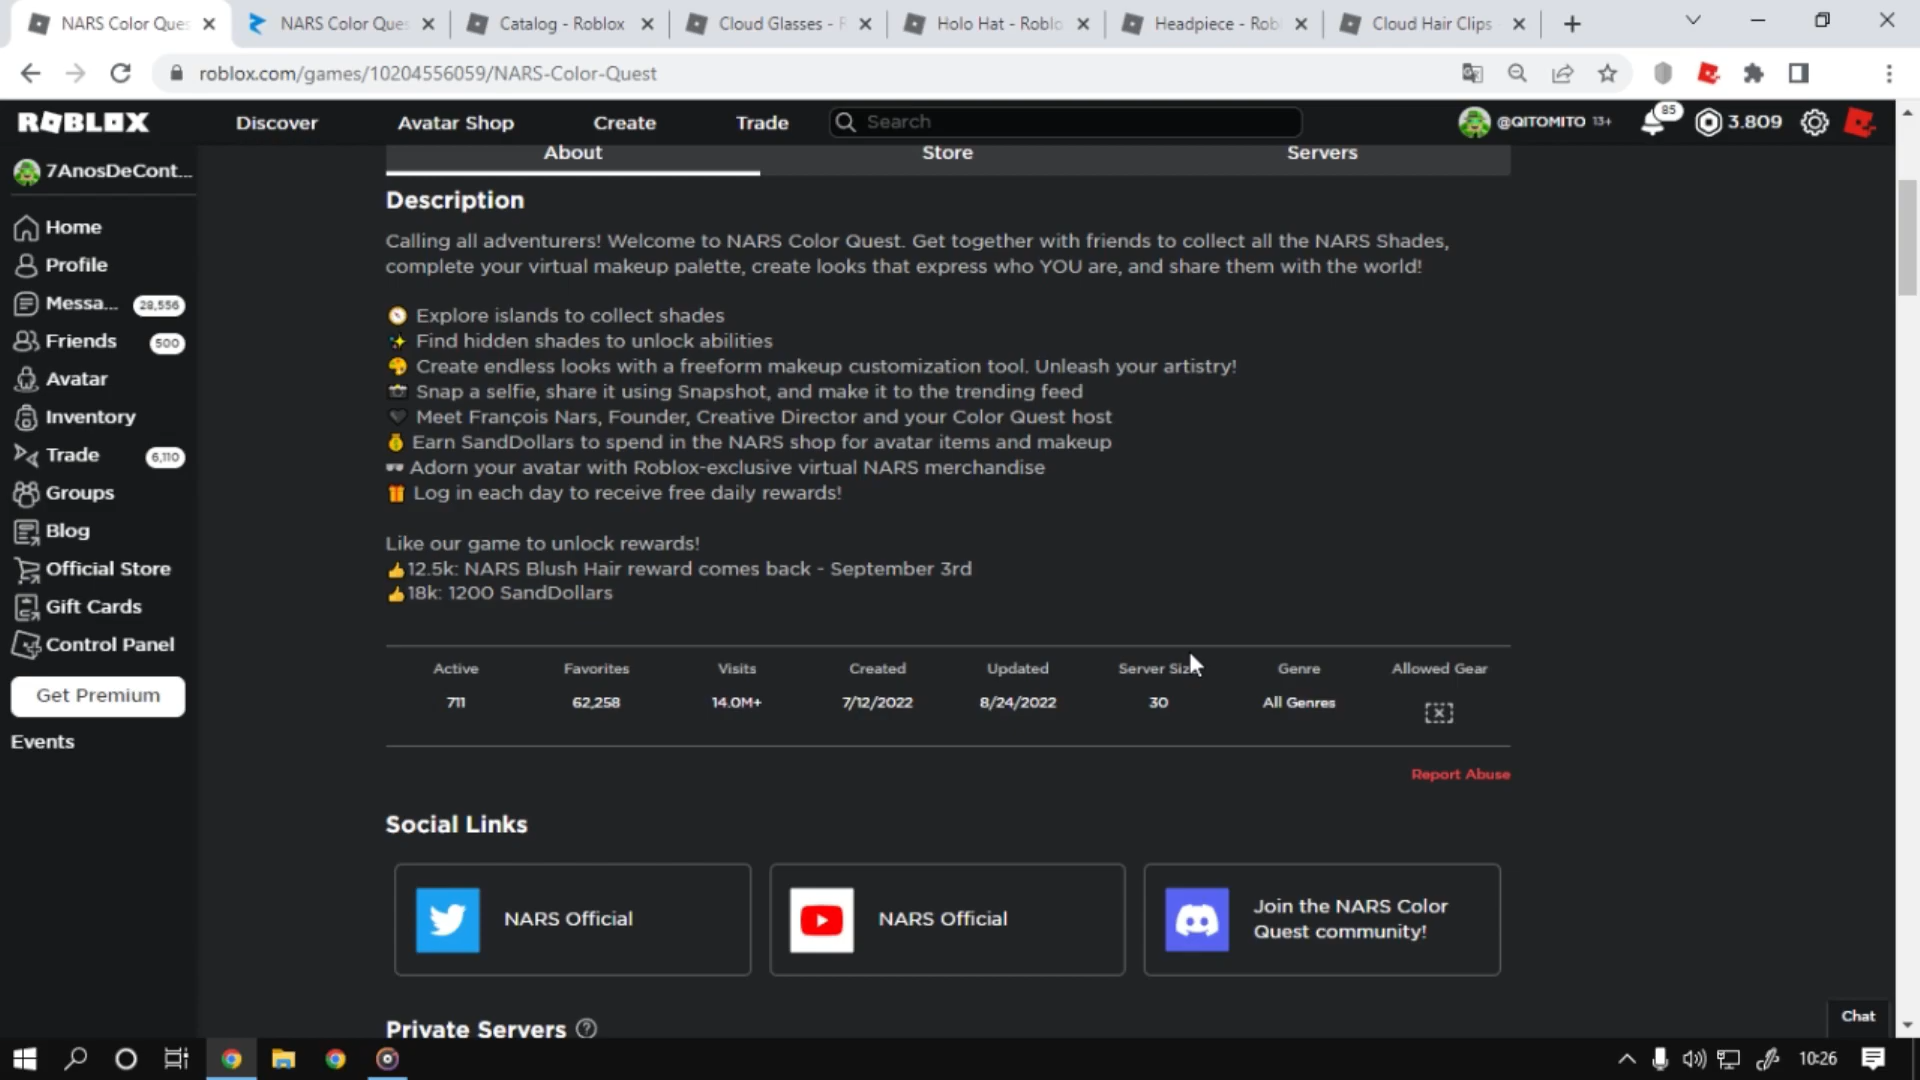 NARS Color Ques
NARS Color Ques
Catalog - Roblox
Cloud Glasses - R
Holo Hat - Roblo
Headpiece - Rob
Cloud Hair Clips
roblox.com/games/10204556059/NARS-Color-Quest
ROBLOX
Discover
Avatar Shop
Create
Trade
Search
@QITOMITO 13+
85
3.809
7AnosDeCont...
Home
Profile
Messa... 28,556
Friends 500
Avatar
Inventory
Trade 6,110
Groups
Blog
Official Store
Gift Cards
Control Panel
Get Premium
Events
About Store Servers
Description
Calling all adventurers! Welcome to NARS Color Quest. Get together with friends to collect all the NARS Shades,
complete your virtual makeup palette, create looks that express who YOU are, and share them with the world!
🧭 Explore islands to collect shades
✨ Find hidden shades to unlock abilities
🎨 Create endless looks with a freeform makeup customization tool. Unleash your artistry!
📸 Snap a selfie, share it using Snapshot, and make it to the trending feed
🖤 Meet François Nars, Founder, Creative Director and your Color Quest host
💰 Earn SandDollars to spend in the NARS shop for avatar items and makeup
🕶 Adorn your avatar with Roblox-exclusive virtual NARS merchandise
🎁 Log in each day to receive free daily rewards!
Like our game to unlock rewards!
👍12.5k: NARS Blush Hair reward comes back - September 3rd
👍18k: 1200 SandDollars
Active Favorites Visits Created Updated Server Siz Genre Allowed Gear
711 62,258 14.0M+ 7/12/2022 8/24/2022 30 All Genres
Report Abuse
Social Links
NARS Official
NARS Official
Join the NARS Color
Quest community!
Private Servers
Chat
10:26